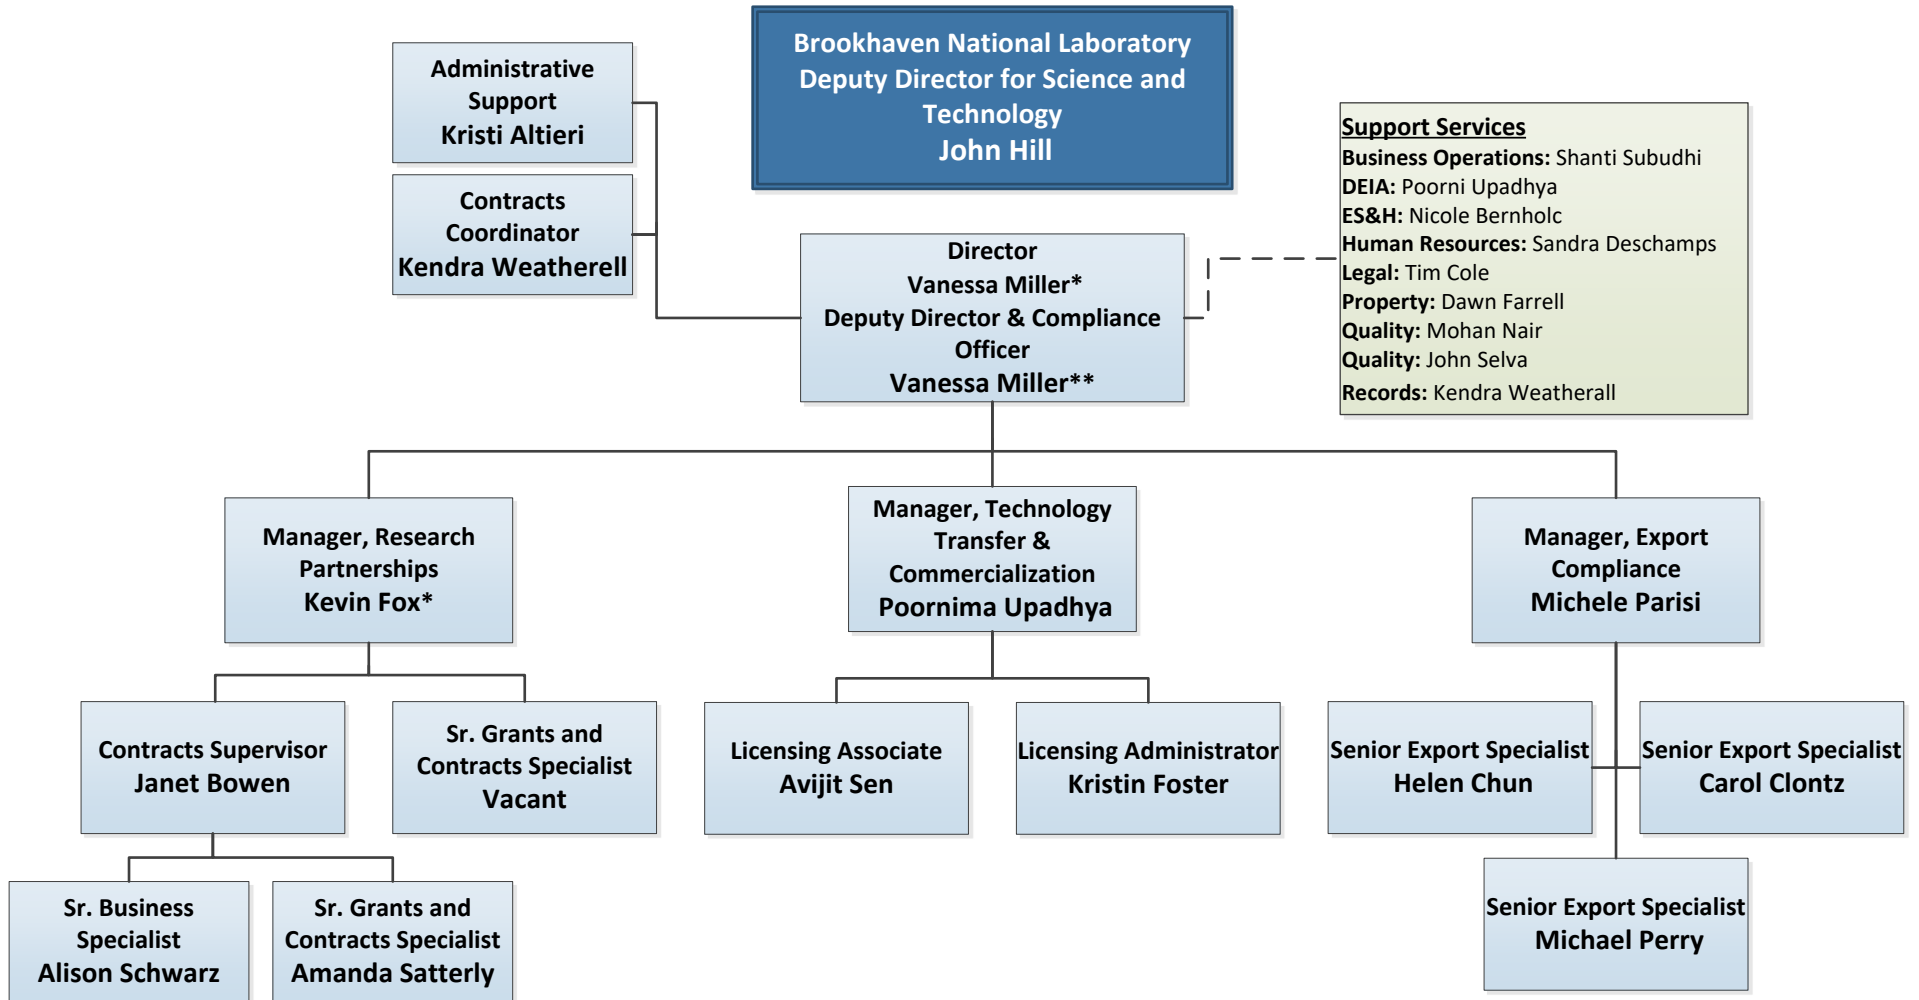 Brookhaven National Laboratory
Deputy Director for Science and
Technology
John Hill
Administrative
Support
Kristi Altieri
Contracts
Coordinator
Kendra Weatherell
Director
Vanessa Miller*
Deputy Director & Compliance
Officer
Vanessa Miller**
Support Services
Business Operations: Shanti Subudhi
DEIA: Poorni Upadhya
ES&H: Nicole Bernholc
Human Resources: Sandra Deschamps
Legal: Tim Cole
Property: Dawn Farrell
Quality: Mohan Nair
Quality: John Selva
Records: Kendra Weatherall
Manager, Research
Partnerships
Kevin Fox*
Manager, Technology
Transfer &
Commercialization
Poornima Upadhya
Manager, Export
Compliance
Michele Parisi
Contracts Supervisor
Janet Bowen
Sr. Grants and
Contracts Specialist
Vacant
Licensing Associate
Avijit Sen
Licensing Administrator
Kristin Foster
Senior Export Specialist
Helen Chun
Senior Export Specialist
Carol Clontz
Sr. Business
Specialist
Alison Schwarz
Sr. Grants and
Contracts Specialist
Amanda Satterly
Senior Export Specialist
Michael Perry